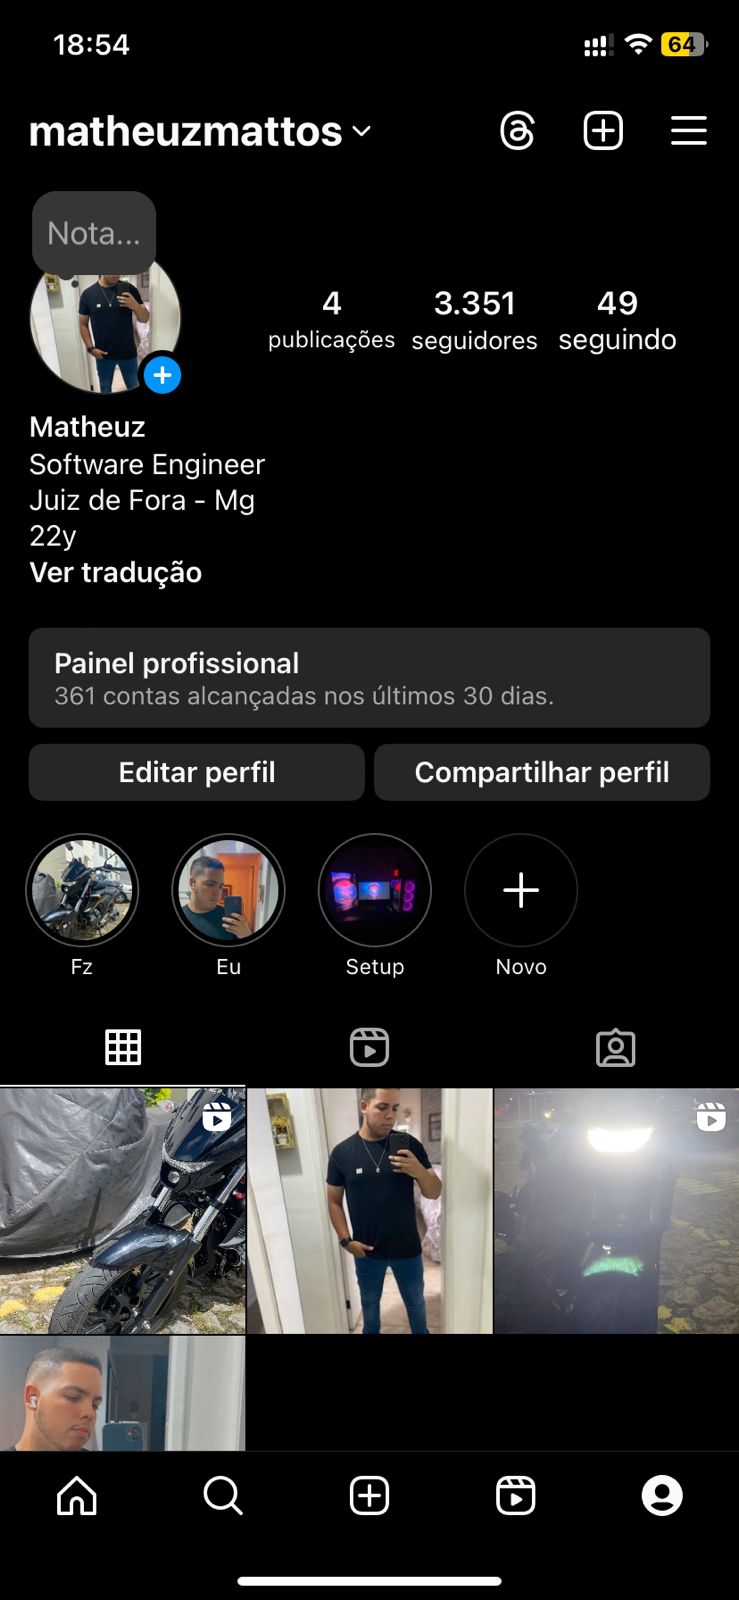 18:54
64
matheuzmattos
Nota...
4
publicações
3.351
seguidores
49
seguindo
Matheuz
Software Engineer
Juiz de Fora - Mg
22y
Ver tradução
Painel profissional
361 contas alcançadas nos últimos 30 dias.
Editar perfil
Compartilhar perfil
Fz
Eu
Setup
Novo